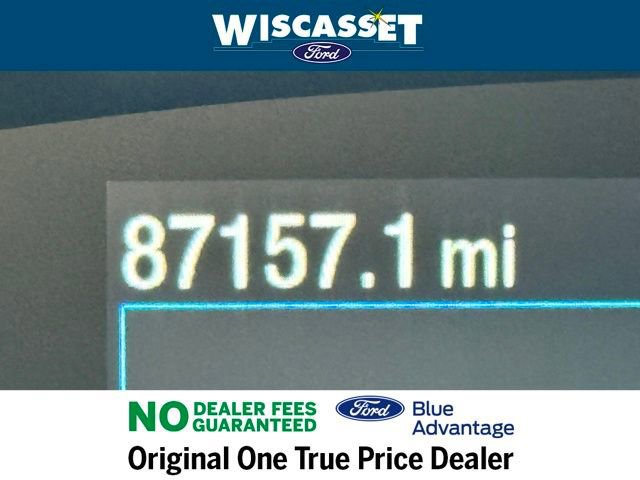 WISCASSET
Ford
87157.1 mi
NO DEALER FEES GUARANTEED
Ford Blue Advantage
Original One True Price Dealer